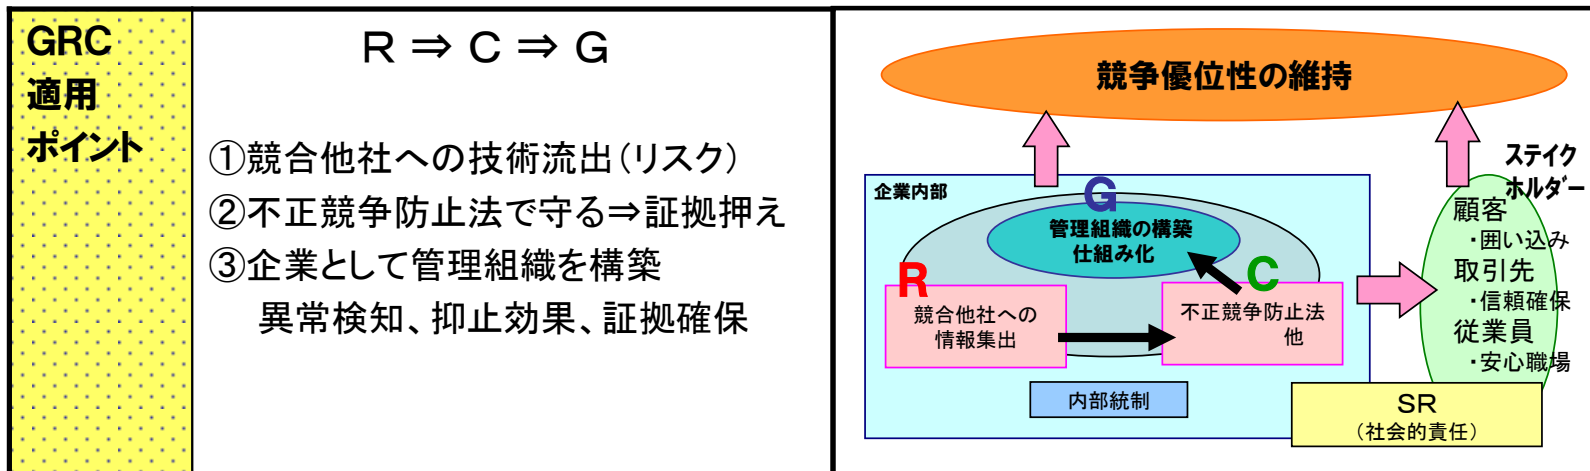 GRC
適用
ポイント
R ⇒ C ⇒ G
①競合他社への技術流出(リスク)
②不正競争防止法で守る⇒証拠押え
③企業として管理組織を構築
異常検知、抑止効果、証拠確保
競争優位性の維持
企業内部
G
管理組織の構築
仕組み化
R
競合他社への
情報集出
C
不正競争防止法
他
内部統制
ステイク
ホルダー
顧客
・囲い込み
取引先
・信頼確保
従業員
・安心職場
SR
(社会的責任)